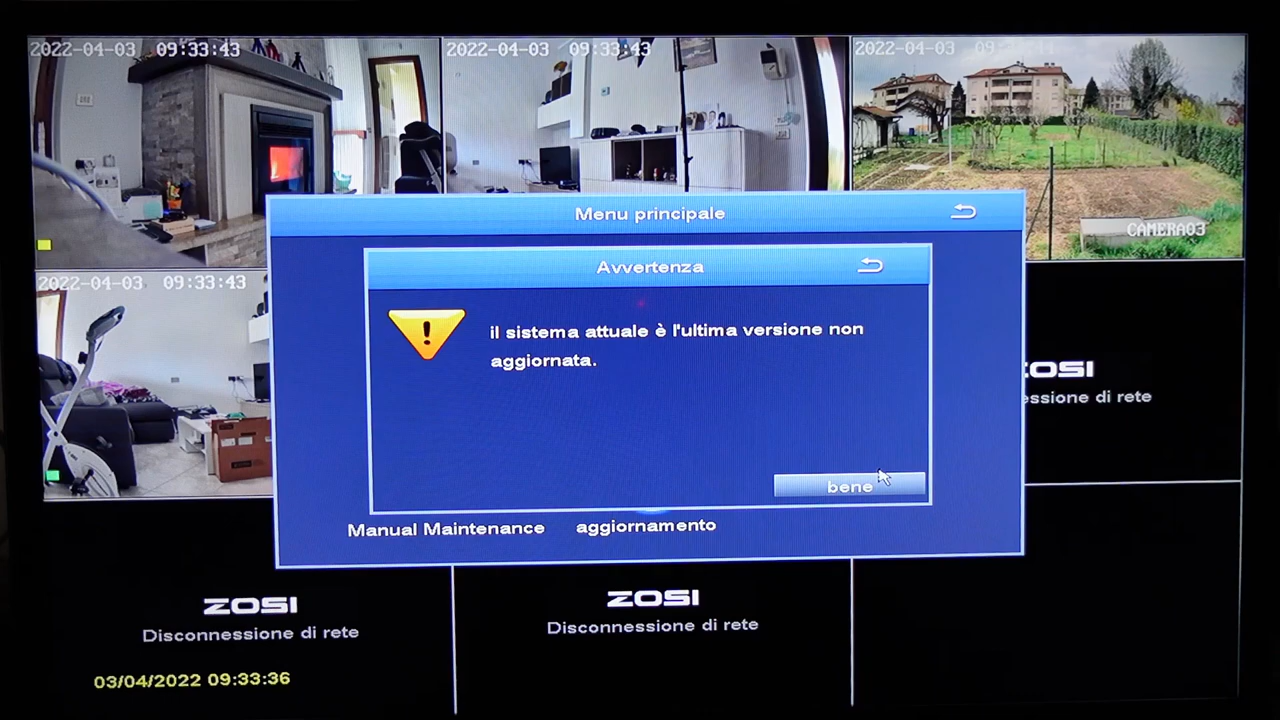 2022-04-03 09:33:43
2022-04-03 09:33:43
2022-04-03 09
CAMERA03
2022-04-03 09:33:43
Menu principale
Avvertenza
il sistema attuale è l'ultima versione non
aggiornata.
bene
Manual Maintenance
aggiornamento
di rete
ZOSI
Disconnessione di rete
ZOSI
Disconnessione di rete
03/04/2022 09:33:36